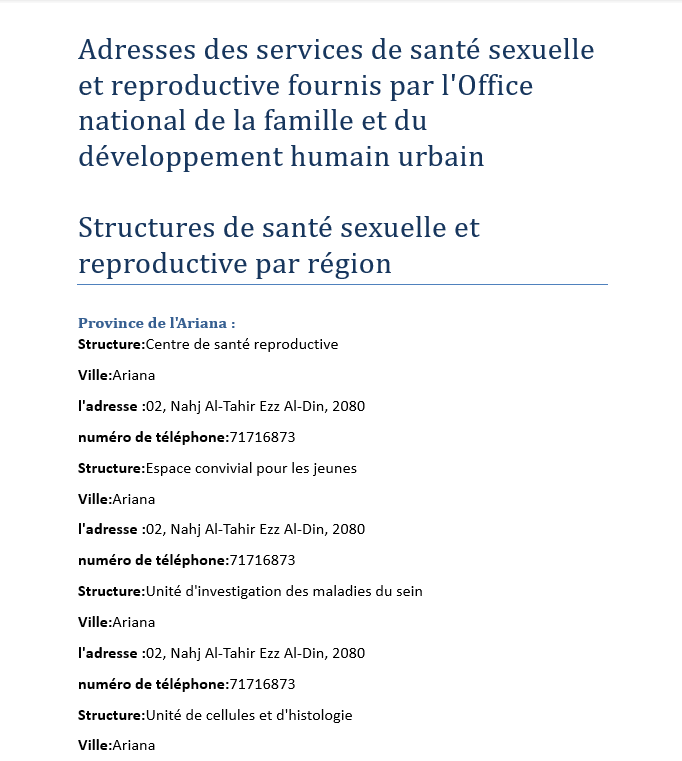 Adresses des services de santé sexuelle
et reproductive fournis par l'Office
national de la famille et du
développement humain urbain
Structures de santé sexuelle et
reproductive par région
Province de l'Ariana :
Structure:Centre de santé reproductive
Ville:Ariana
l'adresse :02, Nahj Al-Tahir Ezz Al-Din, 2080
numéro de téléphone:71716873
Structure:Espace convivial pour les jeunes
Ville:Ariana
l'adresse :02, Nahj Al-Tahir Ezz Al-Din, 2080
numéro de téléphone:71716873
Structure:Unité d'investigation des maladies du sein
Ville:Ariana
l'adresse :02, Nahj Al-Tahir Ezz Al-Din, 2080
numéro de téléphone:71716873
Structure:Unité de cellules et d'histologie
Ville:Ariana